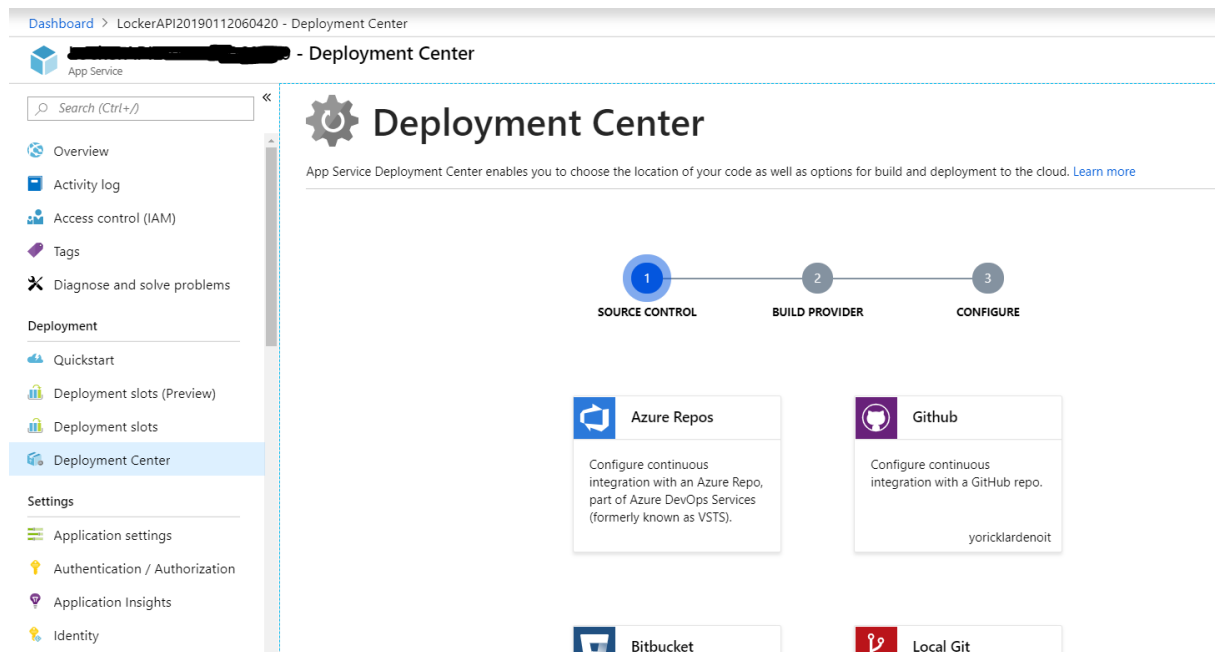 Dashboard > LockerAPI20190112060420 - Deployment Center
- Deployment Center
App Service
Search (Ctrl+/)
«
Overview
Activity log
Access control (IAM)
Tags
Diagnose and solve problems
Deployment
Quickstart
Deployment slots (Preview)
Deployment slots
Deployment Center
Settings
Application settings
Authentication / Authorization
Application Insights
Identity
Deployment Center
App Service Deployment Center enables you to choose the location of your code as well as options for build and deployment to the cloud. Learn more
1 2 3
SOURCE CONTROL BUILD PROVIDER CONFIGURE
Azure Repos
Configure continuous
integration with an Azure Repo,
part of Azure DevOps Services
(formerly known as VSTS).
Github
Configure continuous
integration with a GitHub repo.
yoricklardenoit
Bitbucket
Local Git